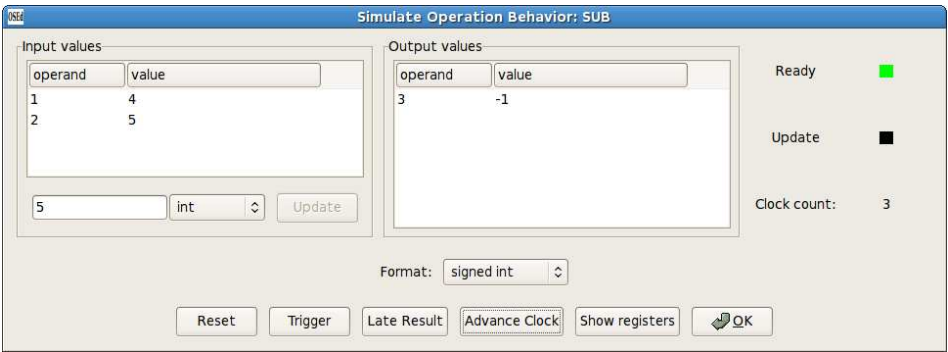 OSEd Simulate Operation Behavior: SUB
Input values
operand value
1 4
2 5
5 int Update
Output values
operand value
3 -1
Ready
Update
Clock count: 3
Format: signed int
Reset Trigger Late Result Advance Clock Show registers OK